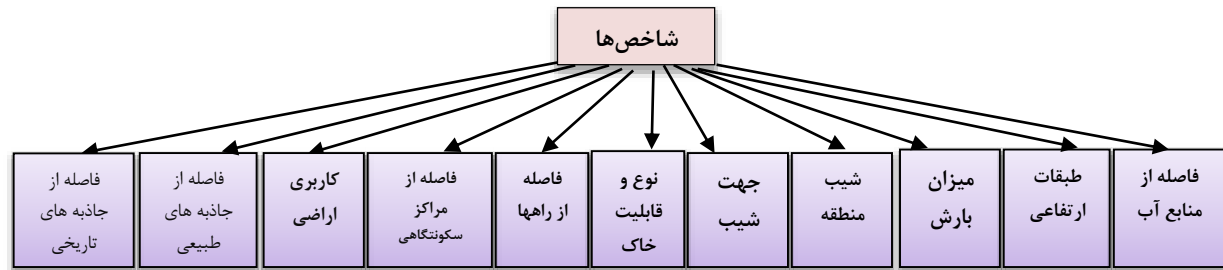 شاخص‌ها
فاصله از
منابع آب
طبقات
ارتفاعی
میزان
بارش
شیب
منطقه
جهت
شیب
نوع و
قابلیت
خاک
فاصله
از راهها
فاصله از
مراکز
سکونتگاهی
کاربری
اراضی
فاصله از
جاذبه های
طبیعی
فاصله از
جاذبه های
تاریخی